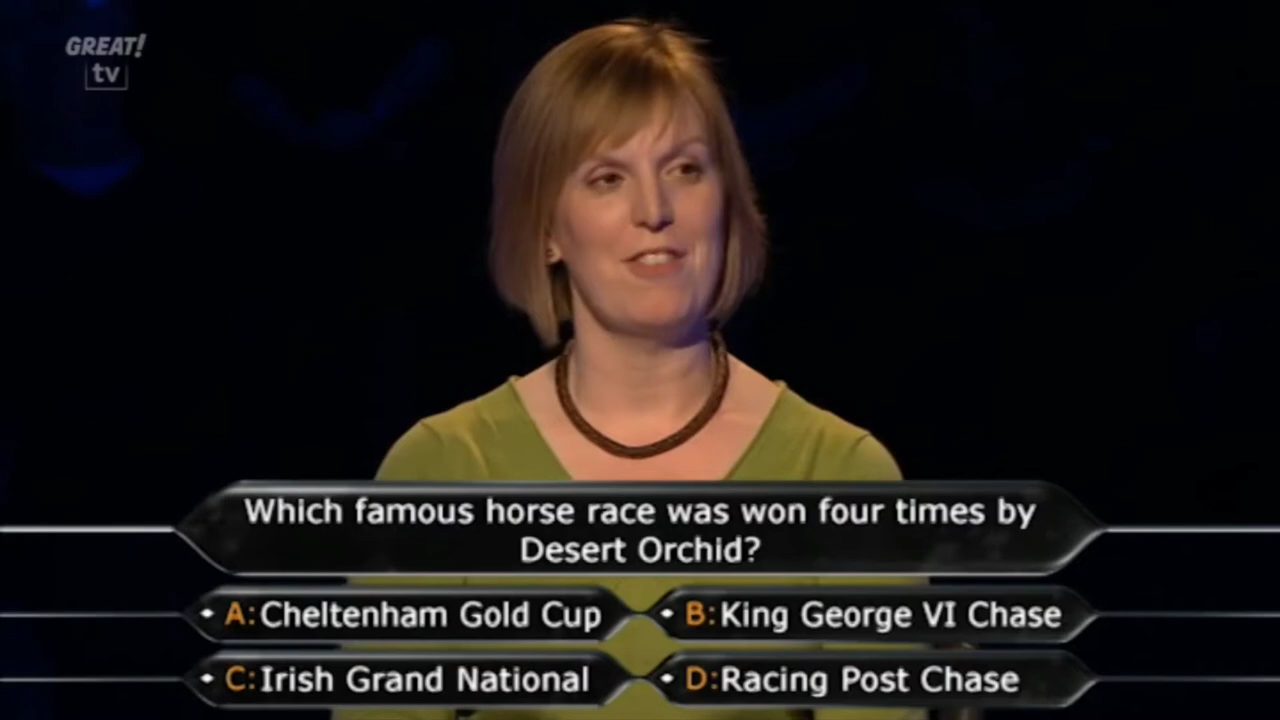 GREAT!
tv
Which famous horse race was won four times by
Desert Orchid?
A: Cheltenham Gold Cup
B: King George VI Chase
C: Irish Grand National
D: Racing Post Chase